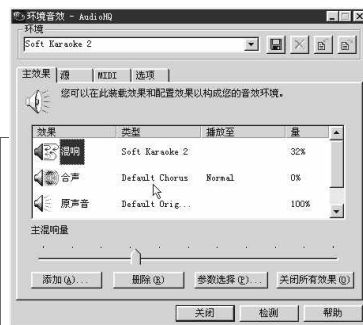 环境音效 - AudioHQ
环境
Soft Karaoke 2
主效果 源 MIDI 选项
您可以在此装载效果和配置效果以构成您的音效环境。
效果 类型 播放至 量
混响 Soft Karaoke 2 32%
合声 Default Chorus Normal 0%
原声音 Default Orig... 100%
主混响量
添加(A)... 删除(R) 参数选择(P)... 关闭所有效果(O)
关闭 检测 帮助